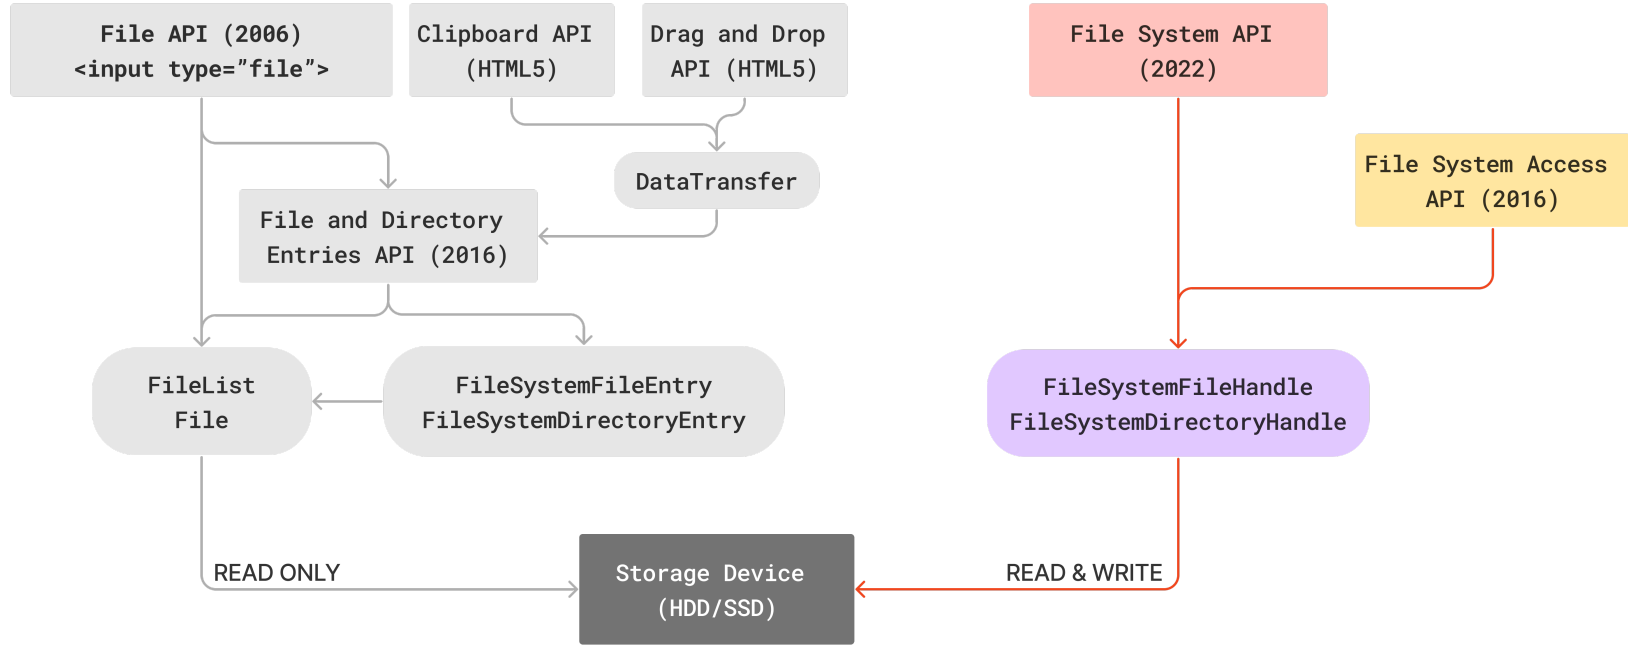 File API (2006)
<input type=”file”>
Clipboard API
(HTML5)
Drag and Drop
API (HTML5)
File System API
(2022)
File System Access
API (2016)
DataTransfer
File and Directory
Entries API (2016)
FileList
File
FileSystemFileEntry
FileSystemDirectoryEntry
FileSystemFileHandle
FileSystemDirectoryHandle
READ ONLY
Storage Device
(HDD/SSD)
READ & WRITE